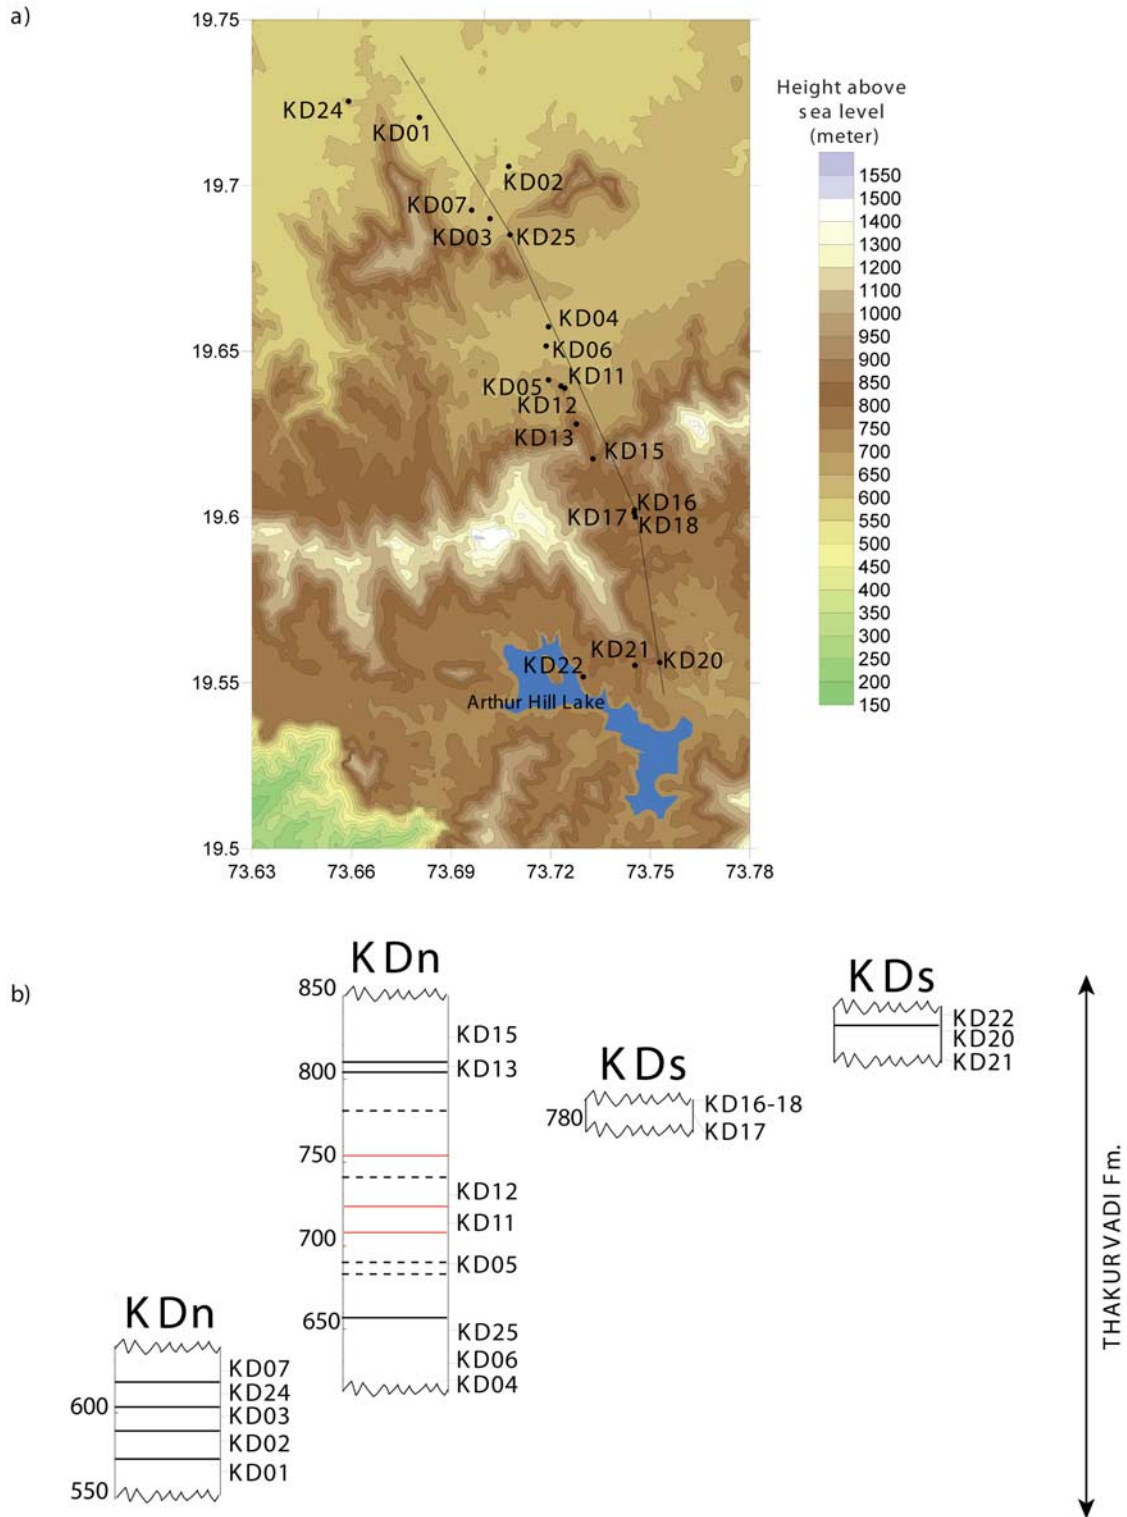 a)
19.75
19.7
19.65
19.6
19.55
19.5
73.63 73.66 73.69 73.72 73.75 73.78
KD24
KD01
KD02
KD07
KD03 KD25
KD04
KD06
KD11
KD05
KD12
KD13
KD15
KD16
KD17
KD18
KD21
KD20
KD22
Arthur Hill Lake
Height above
sea level
(meter)
1550
1500
1400
1300
1200
1100
1000
950
900
850
800
750
700
650
600
550
500
450
400
350
300
250
200
150
b)
KDn
KD07
KD24
600
KD03
KD02
KD01
550
KDn
850
KD15
800
KD13
750
KD12
KD11
700
KD05
650
KD25
KD06
KD04
KDs
780
KD16-18
KD17
KDs
KD22
KD20
KD21
THAKURVADI Fm.